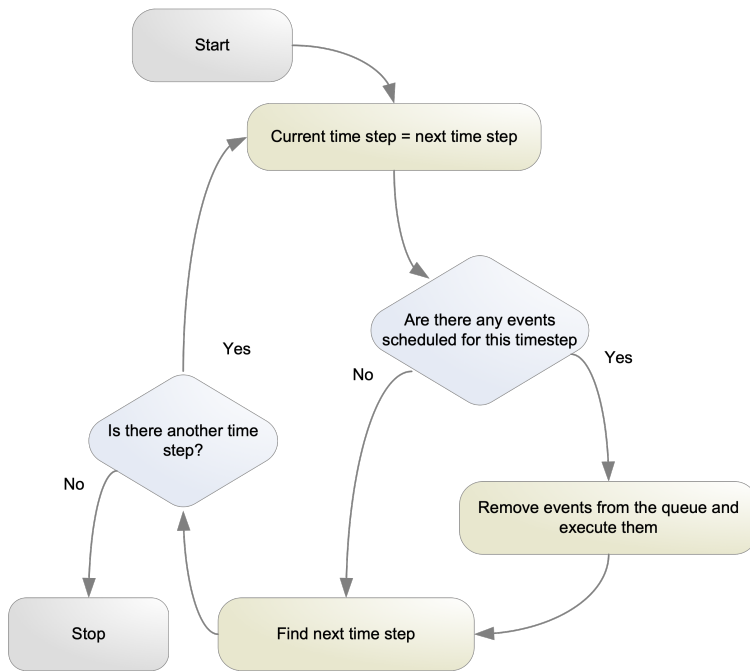 Start
Current time step = next time step
Are there any events
scheduled for this timestep
Yes
No
Yes
Is there another time
step?
No
Remove events from the queue and
execute them
Stop
Find next time step